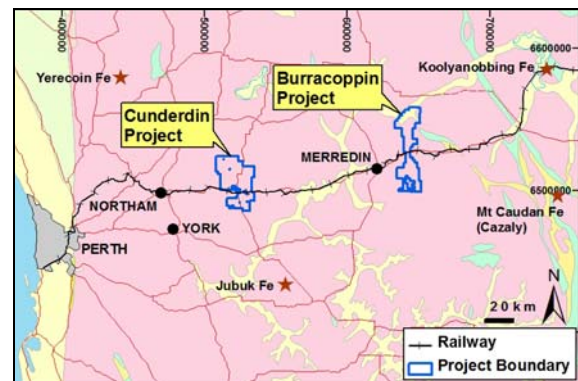 400000
500000
600000
700000
6600000
Koolyanobbing Fe
Yerecoin Fe
Burracoppin
Project
Cunderdin
Project
MERREDIN
6500000
NORTHAM
Mt Caudan Fe
(Cazaly)
YORK
PERTH
Jubuk Fe
N
20 km
Railway
Project Boundary